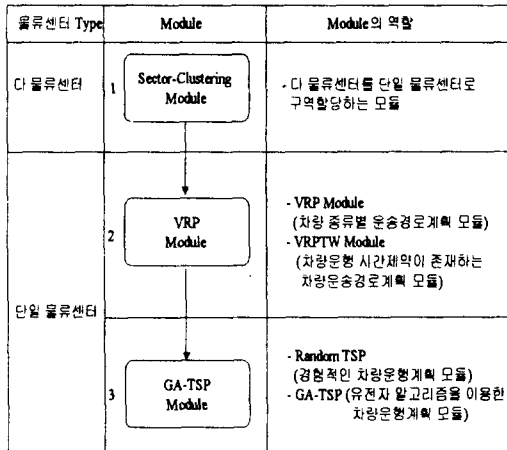 물류센터 Type Module Module의 역할
다 물류센터
1
Sector-Clustering
Module
- 다 물류센터를 단일 물류센터로
구역할당하는 모듈
단일 물류센터
2
VRP
Module
- VRP Module
(차량 종류별 운송경로계획 모듈)
- VRPTW Module
(차량운행 시간제약이 존재하는
차량운송경로계획 모듈)
3
GA-TSP
Module
- Random TSP
(경험적인 차량운행계획 모듈)
- GA-TSP (유전자 알고리즘을 이용한
차량운행계획 모듈)